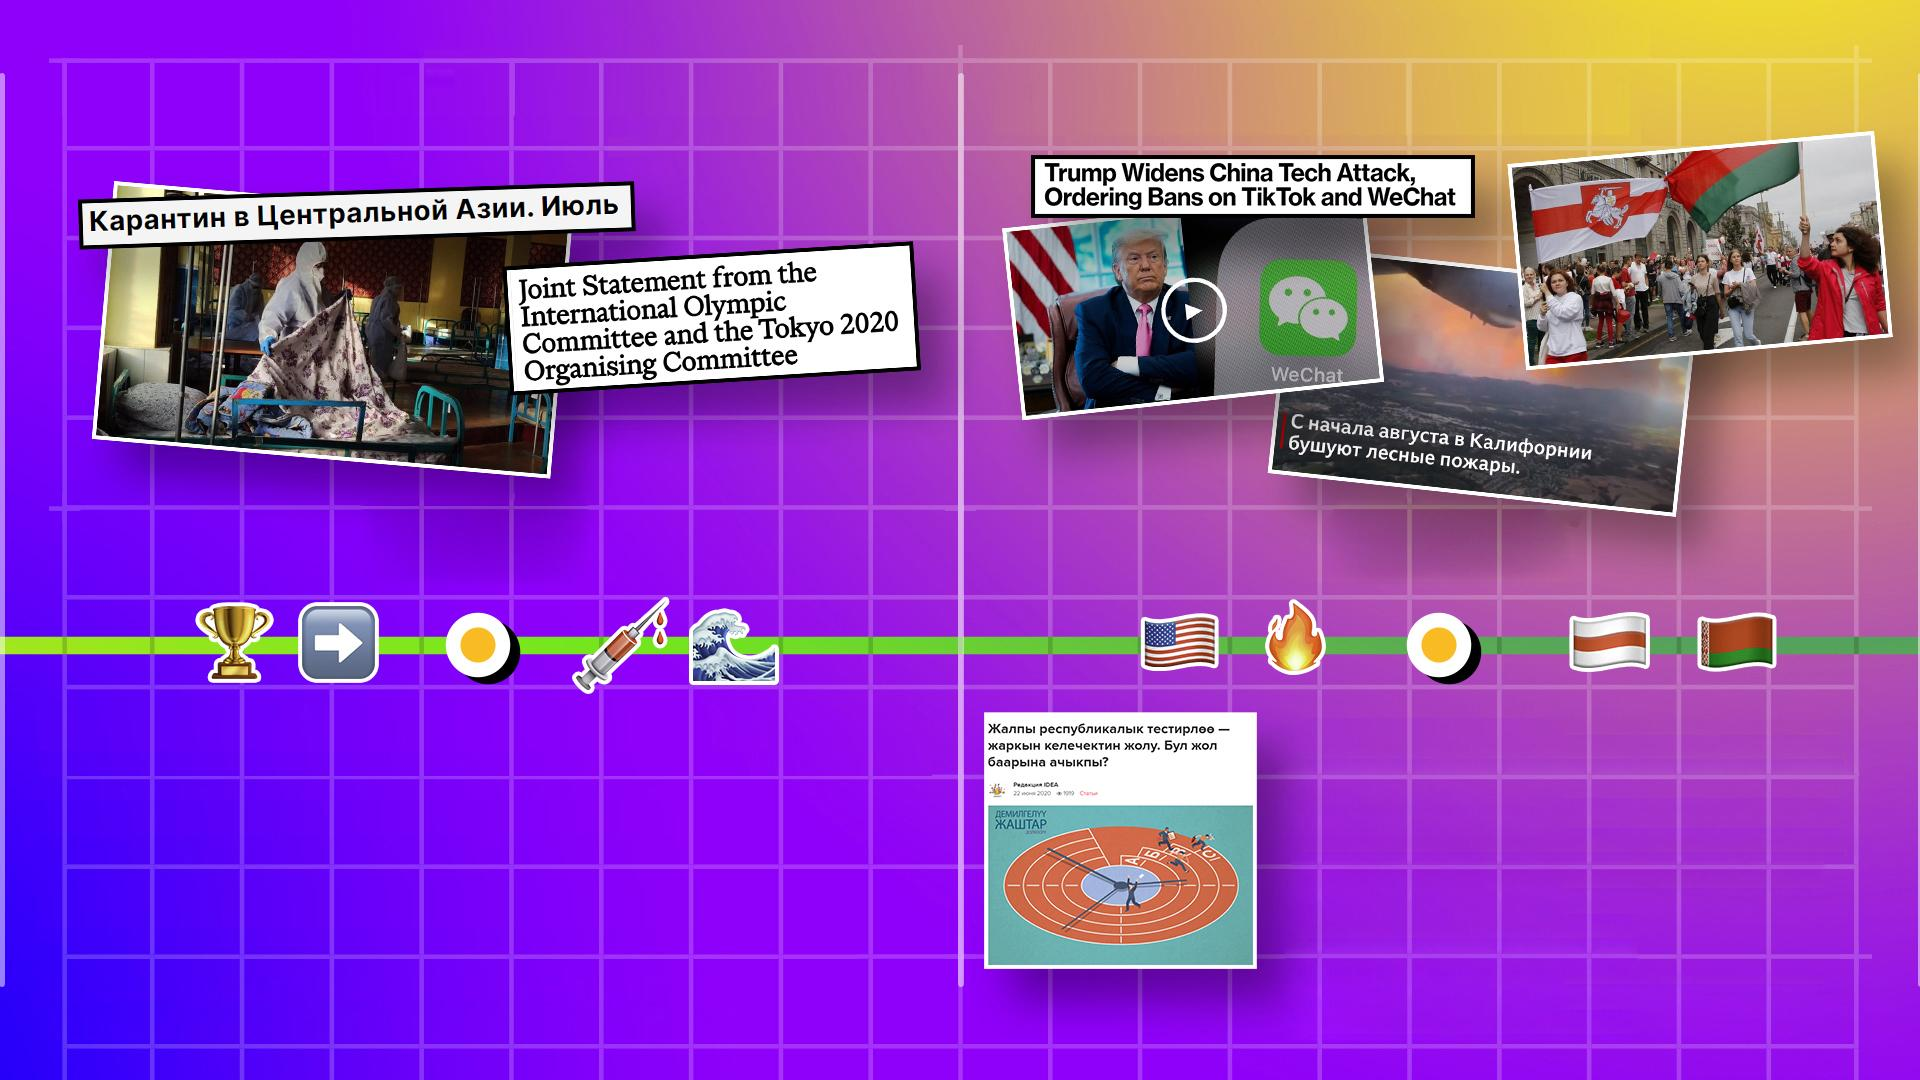 Карантин в Центральной Азии. Июль
Joint Statement from the
International Olympic
Committee and the Tokyo 2020
Organising Committee
Trump Widens China Tech Attack,
Ordering Bans on TikTok and WeChat
WeChat
С начала августа в Калифорнии
бушуют лесные пожары.
Жалпы республикалык тестирлөө —
жаркын келечектин жолу. Бул жол
баарына ачыкпы?
Редакция IDEA
22 июня 2020 1919 Статьи
ДЕМИЛГЕЛҮҮ
ЖАШТАР
А Б В С